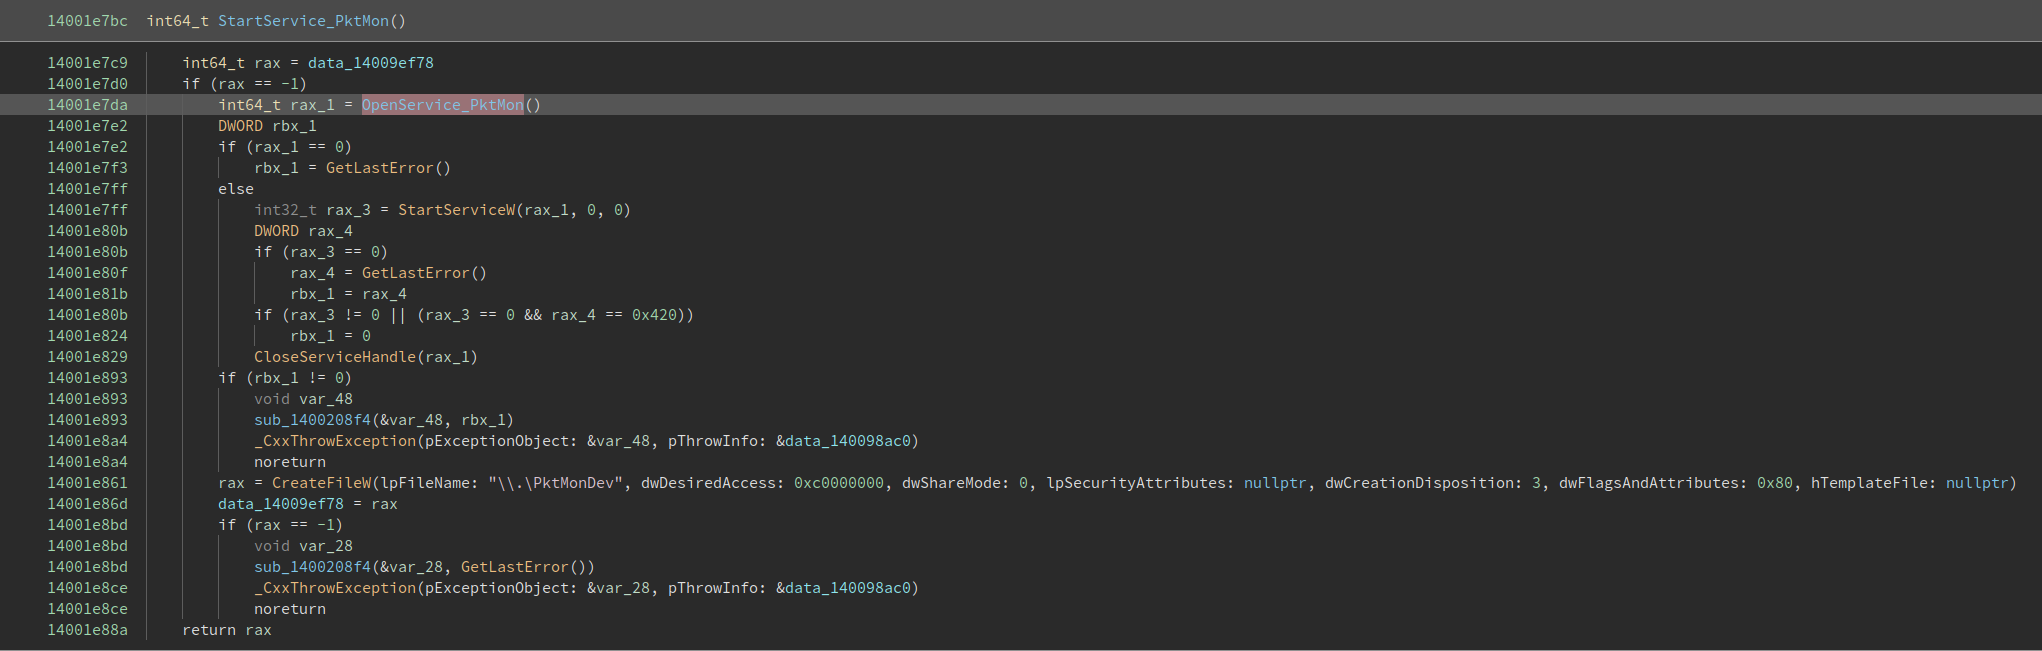 14001e7bc int64_t StartService_PktMon()
14001e7c9 int64_t rax = data_14009ef78
14001e7d0 if (rax == -1)
14001e7da int64_t rax_1 = OpenService_PktMon()
14001e7e2 DWORD rbx_1
14001e7e2 if (rax_1 == 0)
14001e7f3 rbx_1 = GetLastError()
14001e7ff else
14001e7ff int32_t rax_3 = StartServiceW(rax_1, 0, 0)
14001e80b DWORD rax_4
14001e80b if (rax_3 == 0)
14001e80f rax_4 = GetLastError()
14001e81b rbx_1 = rax_4
14001e80b if (rax_3 != 0 || (rax_3 == 0 && rax_4 == 0x420))
14001e824 rbx_1 = 0
14001e829 CloseServiceHandle(rax_1)
14001e893 if (rbx_1 != 0)
14001e893 void var_48
14001e893 sub_1400208f4(&var_48, rbx_1)
14001e8a4 _CxxThrowException(pExceptionObject: &var_48, pThrowInfo: &data_140098ac0)
14001e8a4 noreturn
14001e861 rax = CreateFileW(lpFileName: "\\.\PktMonDev", dwDesiredAccess: 0xc0000000, dwShareMode: 0, lpSecurityAttributes: nullptr, dwCreationDisposition: 3, dwFlagsAndAttributes: 0x80, hTemplateFile: nullptr)
14001e86d data_14009ef78 = rax
14001e8bd if (rax == -1)
14001e8bd void var_28
14001e8bd sub_1400208f4(&var_28, GetLastError())
14001e8ce _CxxThrowException(pExceptionObject: &var_28, pThrowInfo: &data_140098ac0)
14001e8ce noreturn
14001e88a return rax